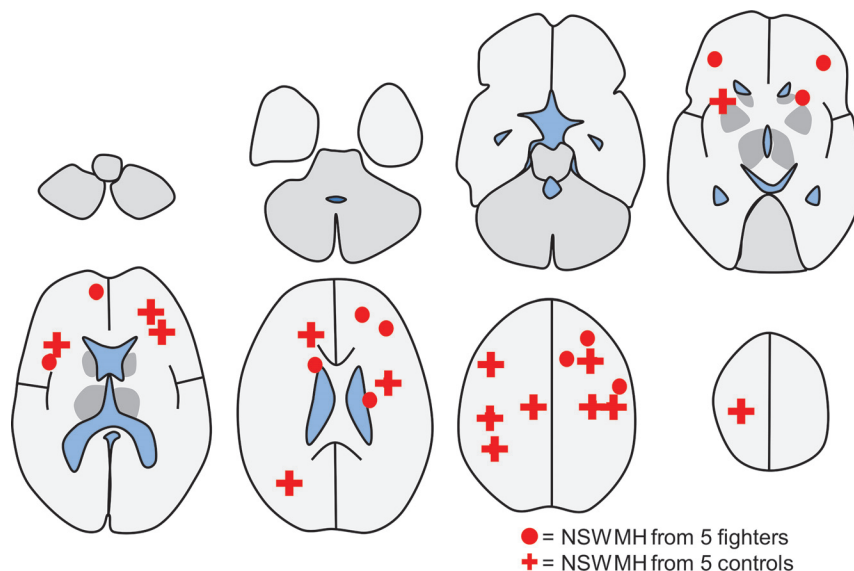 = NSWMH from 5 fighters
= NSWMH from 5 controls